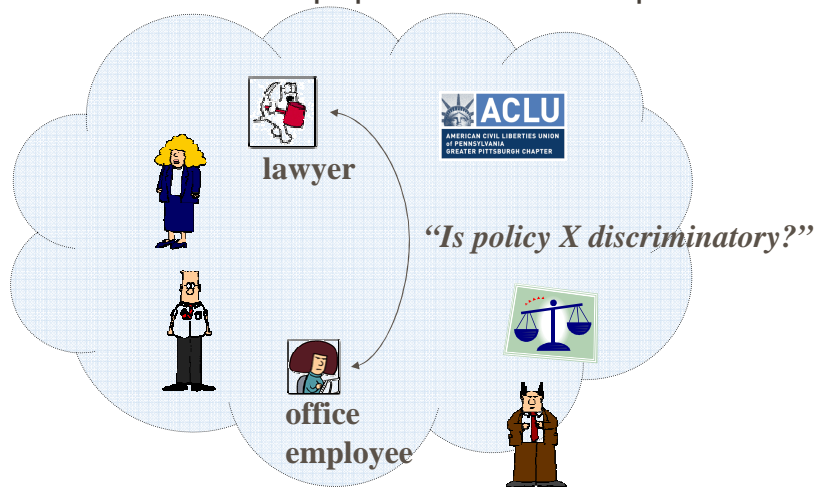 lawyer
ACLU
AMERICAN CIVIL LIBERTIES UNION
of PENNSYLVANIA
GREATER PITTSBURGH CHAPTER
“Is policy X discriminatory?”
office
employee